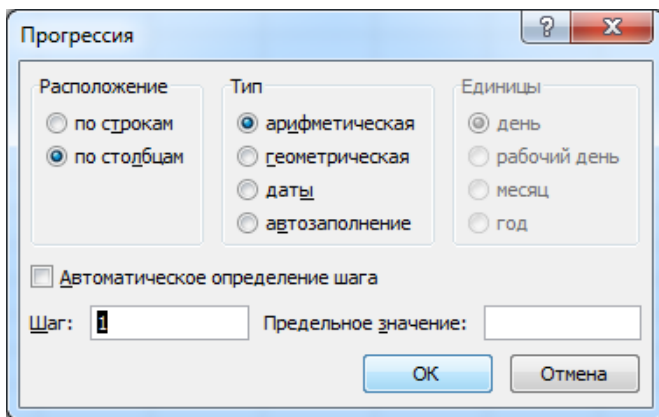 Прогрессия
Расположение
по строкам
по столбцам
Тип
арифметическая
геометрическая
даты
автозаполнение
Единицы
день
рабочий день
месяц
год
Автоматическое определение шага
Шаг: 1
Предельное значение:
ОК
Отмена